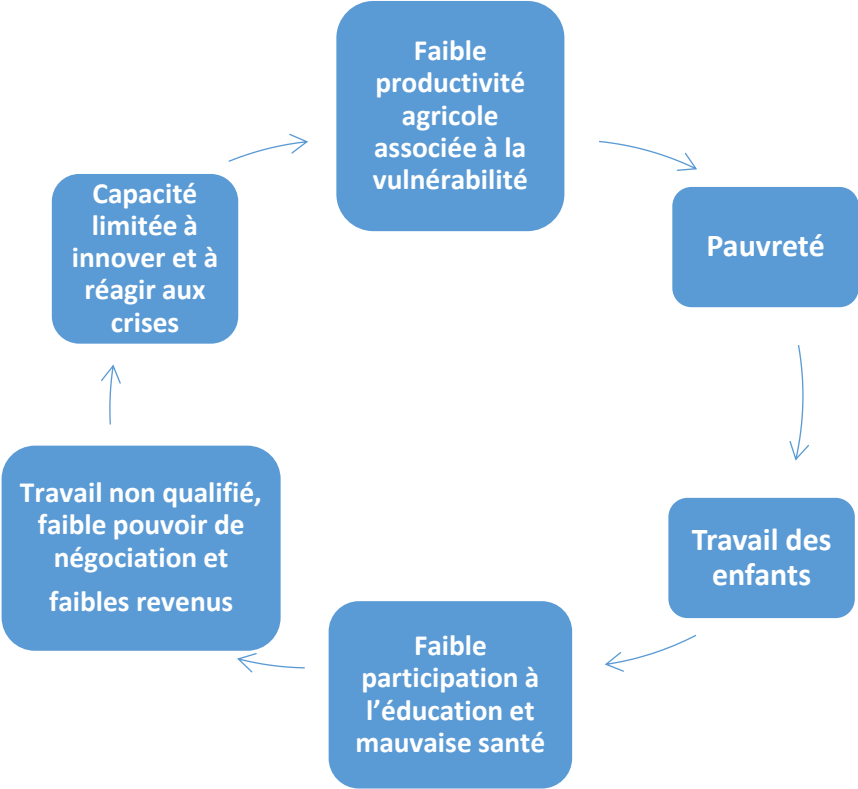 Faible
productivité
agricole
associée à la
vulnérabilité
Pauvreté
Travail des
enfants
Faible
participation à
l’éducation et
mauvaise santé
Travail non qualifié,
faible pouvoir de
négociation et
faibles revenus
Capacité
limitée à
innover et à
réagir aux
crises